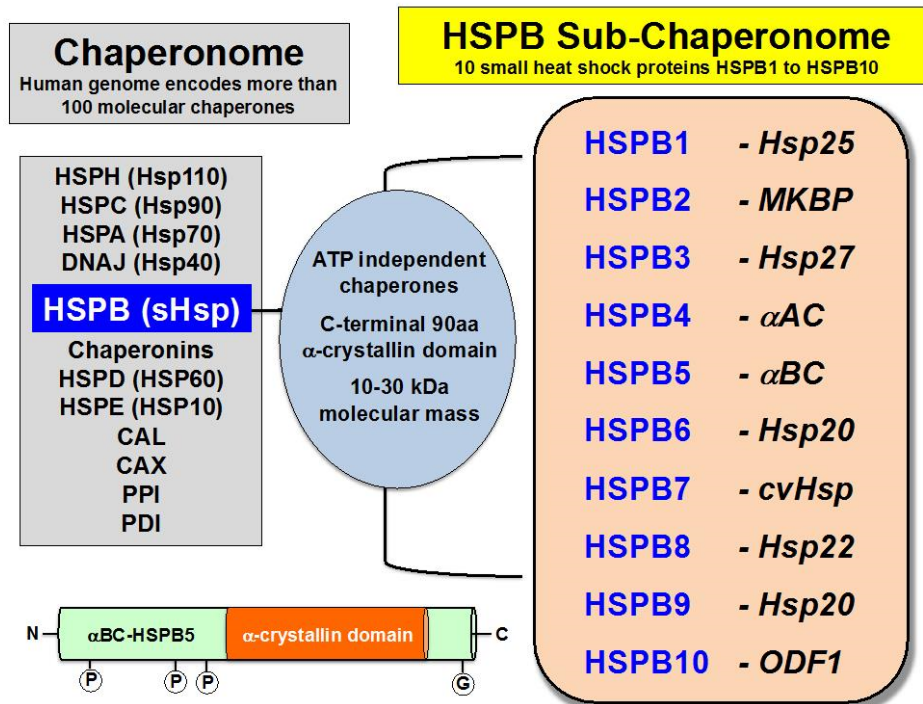 Chaperonome
Human genome encodes more than
100 molecular chaperones
HSPB Sub-Chaperonome
10 small heat shock proteins HSPB1 to HSPB10
HSPH (Hsp110)
HSPC (Hsp90)
HSPA (Hsp70)
DNAJ (Hsp40)
HSPB (sHsp)
Chaperonins
HSPD (HSP60)
HSPE (HSP10)
CAL
CAX
PPI
PDI
ATP independent
chaperones
C-terminal 90aa
α-crystallin domain
10-30 kDa
molecular mass
HSPB1 - Hsp25
HSPB2 - MKBP
HSPB3 - Hsp27
HSPB4 - αAC
HSPB5 - αBC
HSPB6 - Hsp20
HSPB7 - cvHsp
HSPB8 - Hsp22
HSPB9 - Hsp20
HSPB10 - ODF1
N αBC-HSPB5 α-crystallin domain C
P P P G